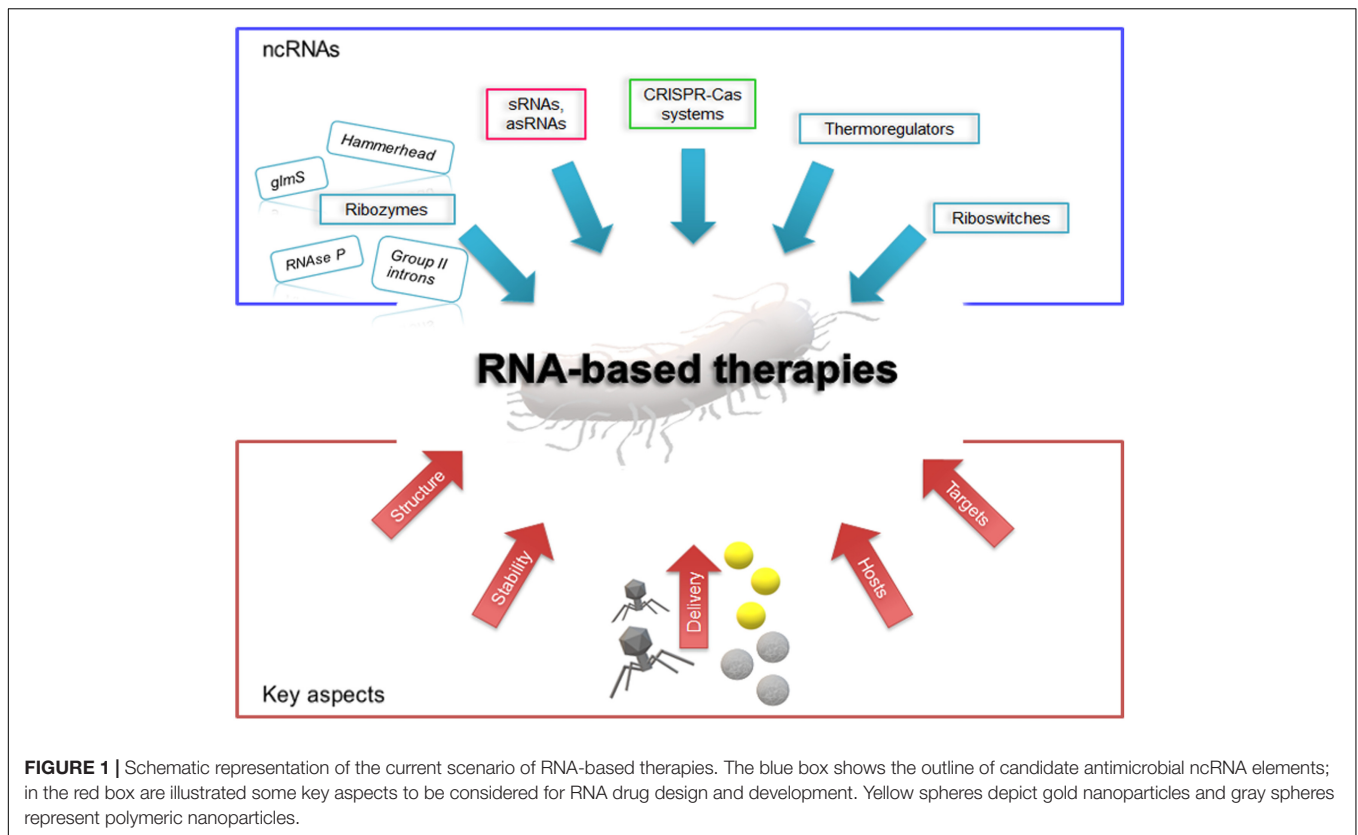 ncRNAs
sRNAs,
asRNAs
CRISPR-Cas
systems
Thermoregulators
Hammerhead
glmS
Ribozymes
Riboswitches
RNAse P
Group II
introns
RNA-based therapies
Structure
Stability
Delivery
Hosts
Targets
Key aspects
FIGURE 1 | Schematic representation of the current scenario of RNA-based therapies. The blue box shows the outline of candidate antimicrobial ncRNA elements;
in the red box are illustrated some key aspects to be considered for RNA drug design and development. Yellow spheres depict gold nanoparticles and gray spheres
represent polymeric nanoparticles.